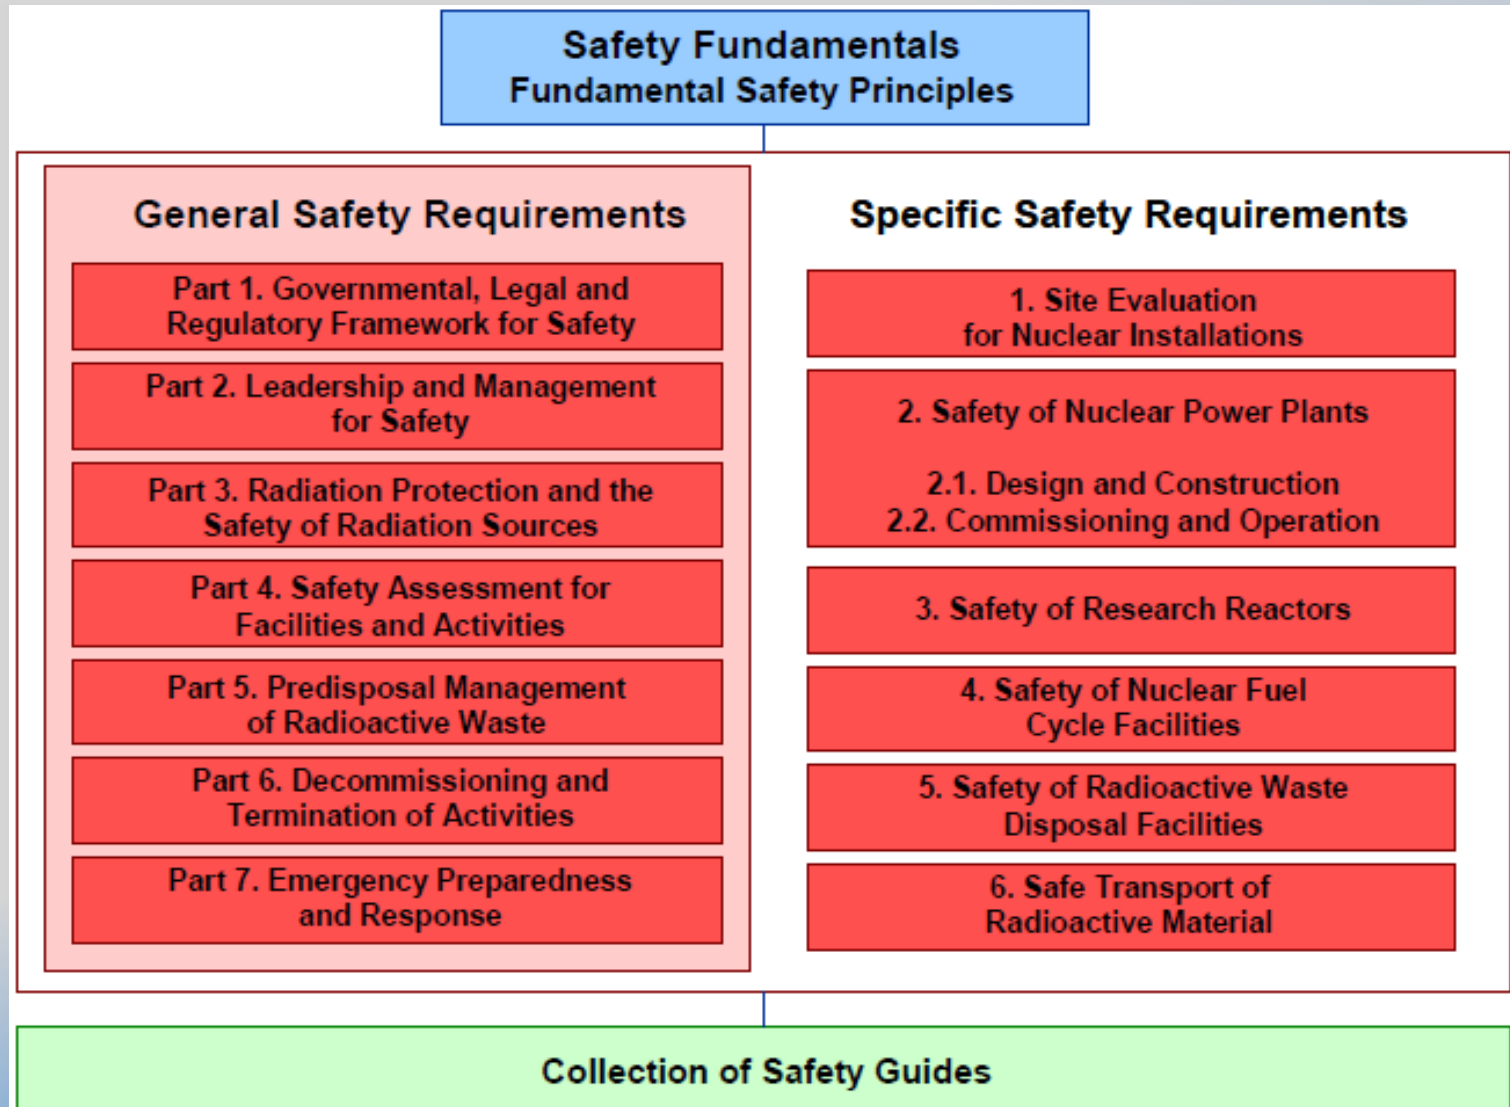 Safety Fundamentals
Fundamental Safety Principles
General Safety Requirements
Part 1. Governmental, Legal and
Regulatory Framework for Safety
Part 2. Leadership and Management
for Safety
Part 3. Radiation Protection and the
Safety of Radiation Sources
Part 4. Safety Assessment for
Facilities and Activities
Part 5. Predisposal Management
of Radioactive Waste
Part 6. Decommissioning and
Termination of Activities
Part 7. Emergency Preparedness
and Response
Specific Safety Requirements
1. Site Evaluation
for Nuclear Installations
2. Safety of Nuclear Power Plants
2.1. Design and Construction
2.2. Commissioning and Operation
3. Safety of Research Reactors
4. Safety of Nuclear Fuel
Cycle Facilities
5. Safety of Radioactive Waste
Disposal Facilities
6. Safe Transport of
Radioactive Material
Collection of Safety Guides